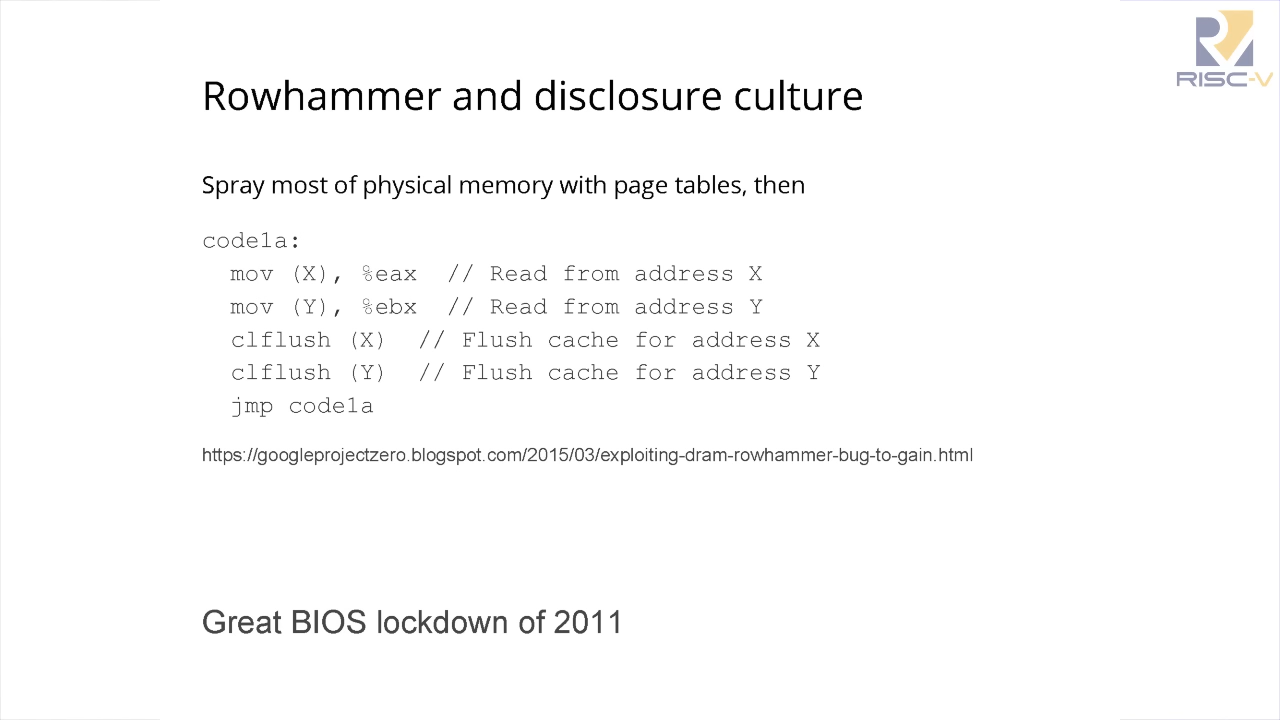 RISC-V
Rowhammer and disclosure culture
Spray most of physical memory with page tables, then
code1a:
  mov (X), %eax  // Read from address X
  mov (Y), %ebx  // Read from address Y
  clflush (X)  // Flush cache for address X
  clflush (Y)  // Flush cache for address Y
  jmp code1a
https://googleprojectzero.blogspot.com/2015/03/exploiting-dram-rowhammer-bug-to-gain.html
Great BIOS lockdown of 2011